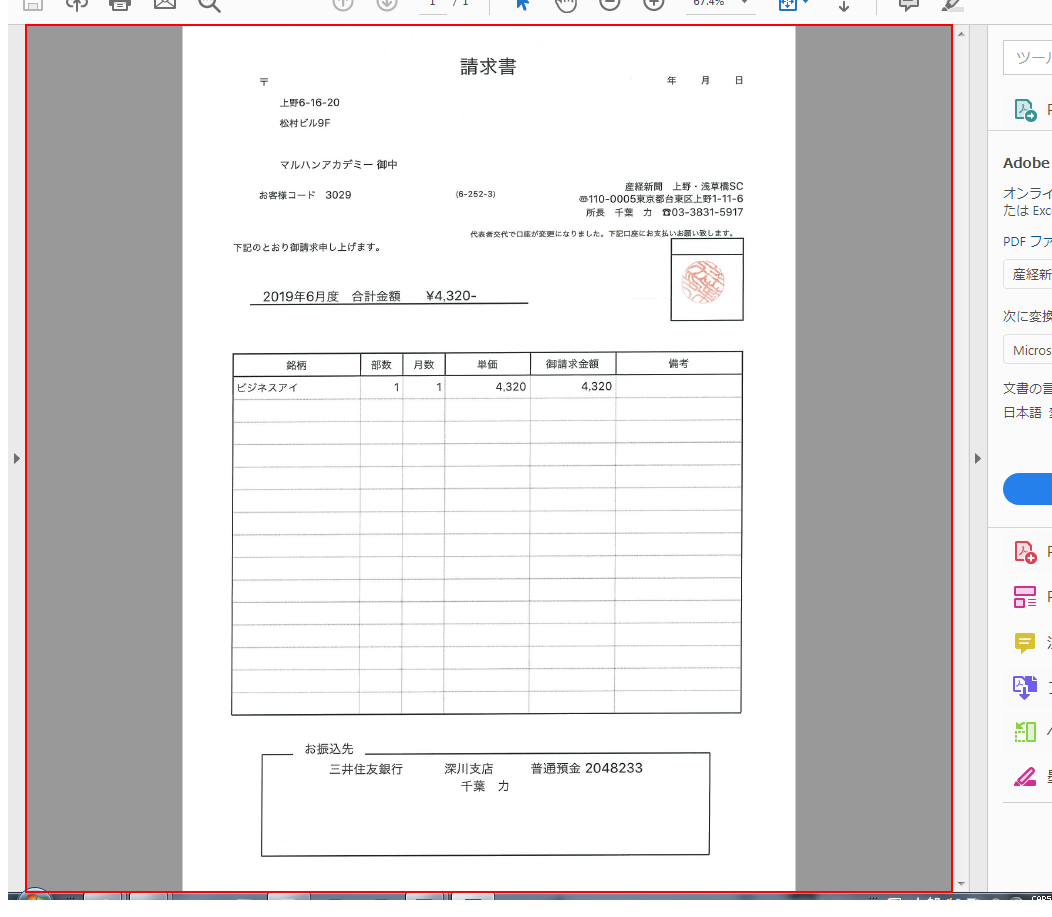 1 / 1
67.4%
請求書
〒
年 月 日
上野6-16-20
松村ビル9F
マルハンアカデミー 御中
お客様コード 3029
(6-252-3)
産経新聞 上野・浅草橋SC
〠110-0005東京都台東区上野1-11-6
所長 千葉 力 ☎03-3831-5917
代表者交代で口座が変更になりました。下記口座にお支払いお願い致します。
下記のとおり御請求申し上げます。
2019年6月度 合計金額 ¥4,320-
銘柄 部数 月数 単価 御請求金額 備考
ビジネスアイ 1 1 4,320 4,320
お振込先
三井住友銀行 深川支店 普通預金 2048233
千葉 力
ツール
Adobe
オンライ
たは Exc
PDF ファ
産経新
次に変換
Micros
文書の言
日本語